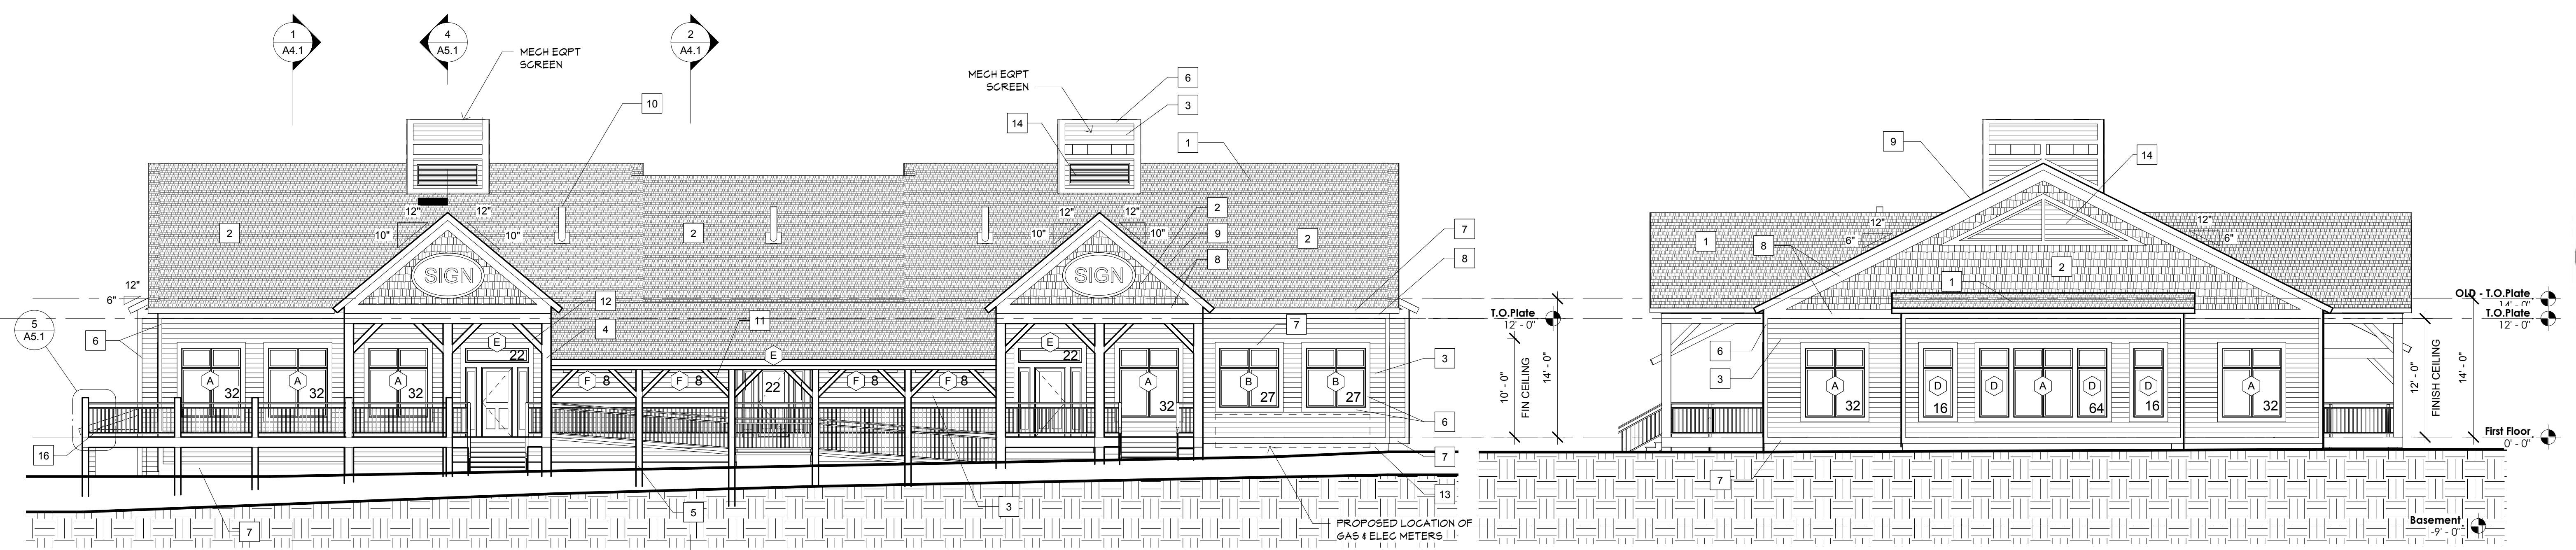 1
A4.1
4
A5.1
2
A4.1
MECH EQPT
SCREEN
10
MECH EQPT
SCREEN
6
3
14
1
9
14
12"
12"
10"
10"
2
2
12"
12"
10"
10"
2
9
8
2
7
8
SIGN
SIGN
12"
6"
5
A5.1
6
12
4
11
7
3
6
7
13
A
32
A
32
A
32
E
22
F
8
F
8
E
22
F
8
F
8
E
22
A
32
B
27
B
27
16
7
5
3
PROPOSED LOCATION OF
GAS & ELEC METERS
T.O.Plate
12' - 0"
10' - 0"
FIN CEILING
14' - 0"
1
8
12"
6"
12"
6"
2
1
6
3
7
A
32
D
16
D
A
D
64
D
16
A
32
12' - 0"
FINISH CEILING
14' - 0"
OLD - T.O.Plate
14' - 0"
T.O.Plate
12' - 0"
First Floor
0' - 0"
Basement
-9' - 0"